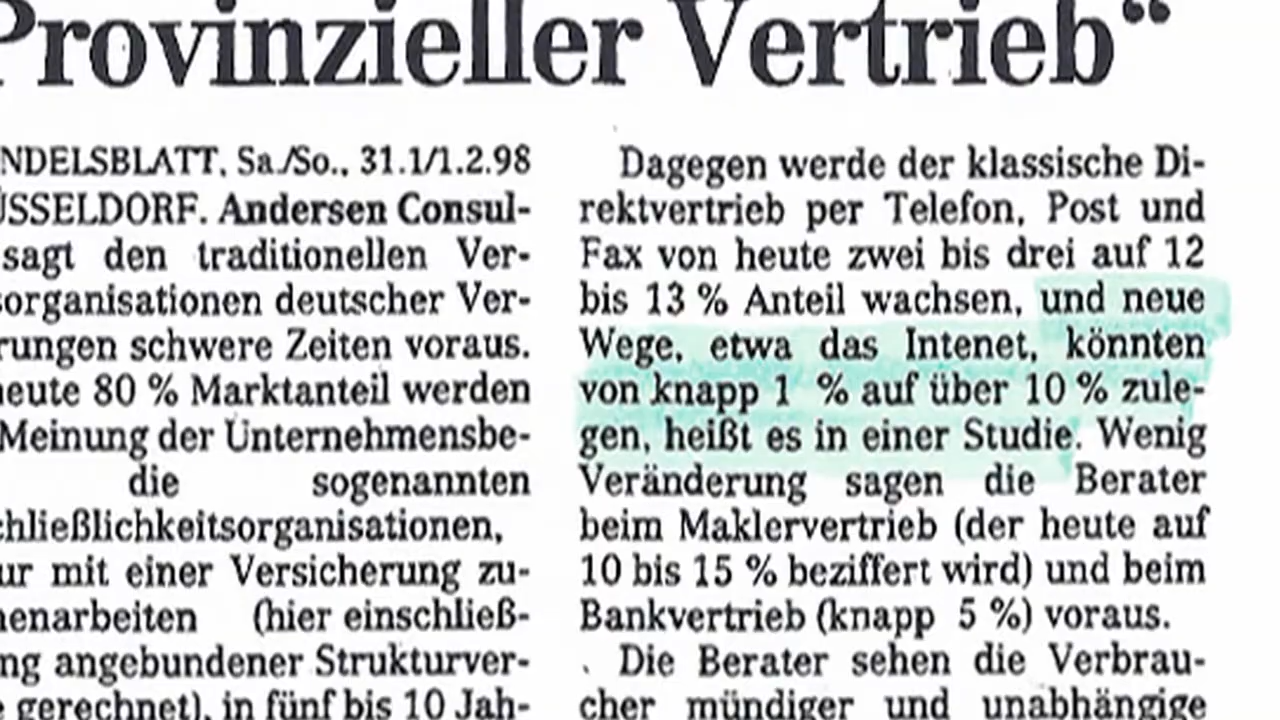 Provinzieller Vertrieb“
NDELSBLATT, Sa./So., 31.1/1.2.98
ÜSSELDORF. Andersen Consul-
sagt den traditionellen Ver-
sorganisationen deutscher Ver-
rungen schwere Zeiten voraus.
heute 80 % Marktanteil werden
Meinung der Unternehmensbe-
die sogenannten
chließlichkeitsorganisationen,
ur mit einer Versicherung zu-
menarbeiten (hier einschließ-
ng angebundener Strukturver-
e gerechnet), in fünf bis 10 Jah-
Dagegen werde der klassische Di-
rektvertrieb per Telefon, Post und
Fax von heute zwei bis drei auf 12
bis 13 % Anteil wachsen, und neue
Wege, etwa das Intenet, könnten
von knapp 1 % auf über 10 % zule-
gen, heißt es in einer Studie. Wenig
Veränderung sagen die Berater
beim Maklervertrieb (der heute auf
10 bis 15 % beziffert wird) und beim
Bankvertrieb (knapp 5 %) voraus.
Die Berater sehen die Verbrau-
cher mündiger und unabhängige